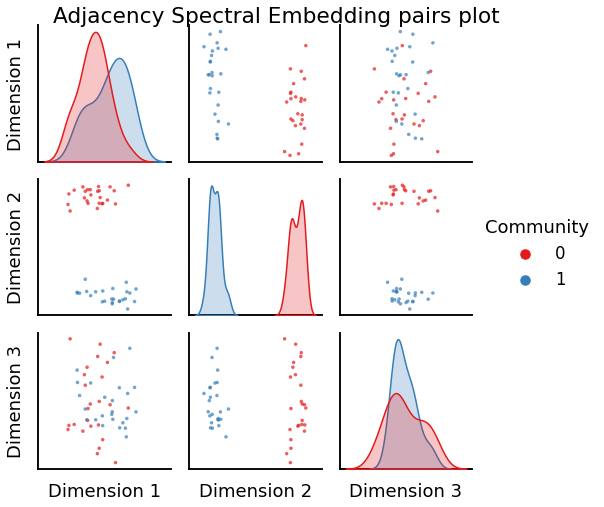 Adjacency Spectral Embedding pairs plot
Dimension 1
Dimension 2
Dimension 3
Community
0
1
Dimension 1
Dimension 2
Dimension 3